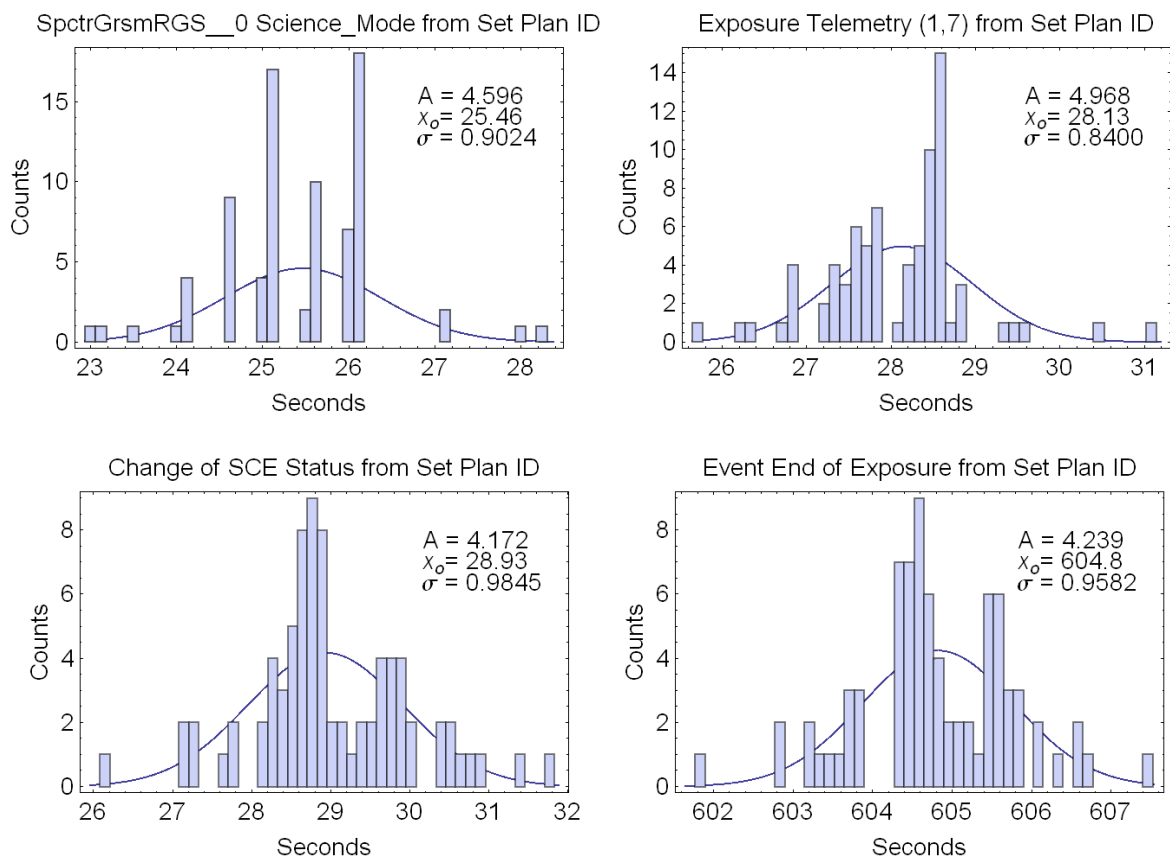 SpctrGrsmRGS__0 Science_Mode from Set Plan ID
A = 4.596
xo= 25.46
σ = 0.9024
Counts
15
10
5
0
23 24 25 26 27 28
Seconds
Exposure Telemetry (1,7) from Set Plan ID
A = 4.968
xo= 28.13
σ = 0.8400
Counts
14
12
10
8
6
4
2
0
26 27 28 29 30 31
Seconds
Change of SCE Status from Set Plan ID
A = 4.172
xo= 28.93
σ = 0.9845
Counts
8
6
4
2
0
26 27 28 29 30 31 32
Seconds
Event End of Exposure from Set Plan ID
A = 4.239
xo= 604.8
σ = 0.9582
Counts
8
6
4
2
0
602 603 604 605 606 607
Seconds